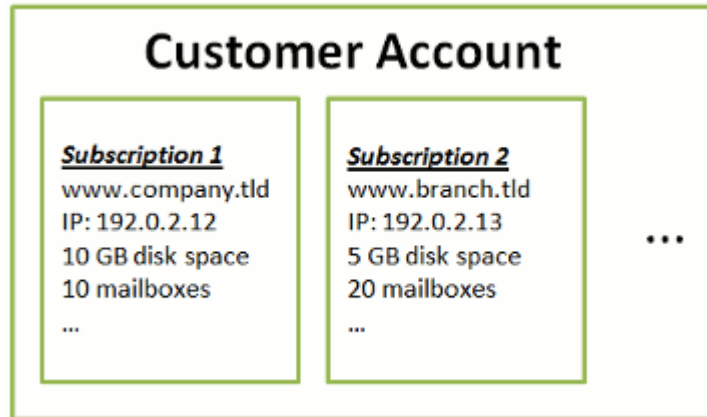 Customer Account
Subscription 1
www.company.tld
IP: 192.0.2.12
10 GB disk space
10 mailboxes
...
Subscription 2
www.branch.tld
IP: 192.0.2.13
5 GB disk space
20 mailboxes
...
...